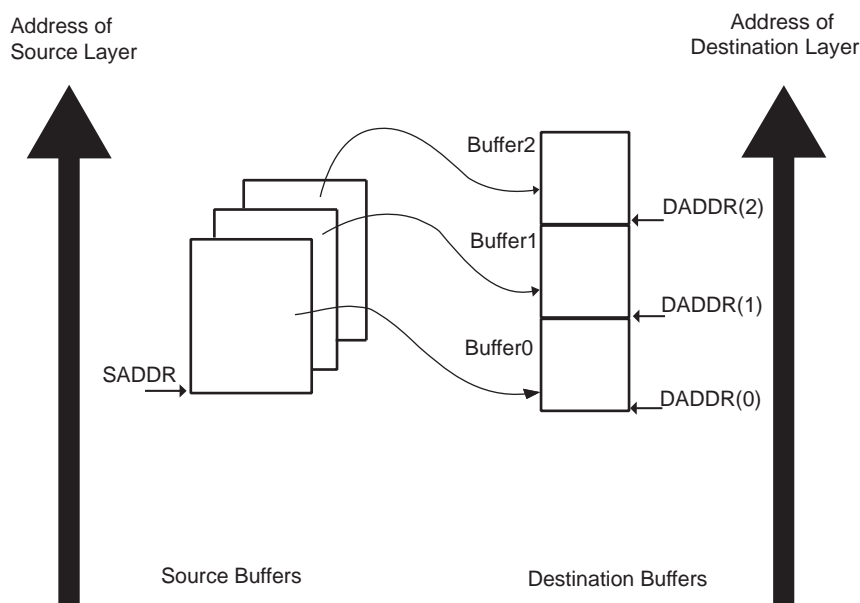 Address of
Source Layer
Address of
Destination Layer
Buffer2
DADDR(2)
Buffer1
DADDR(1)
Buffer0
SADDR
DADDR(0)
Source Buffers
Destination Buffers